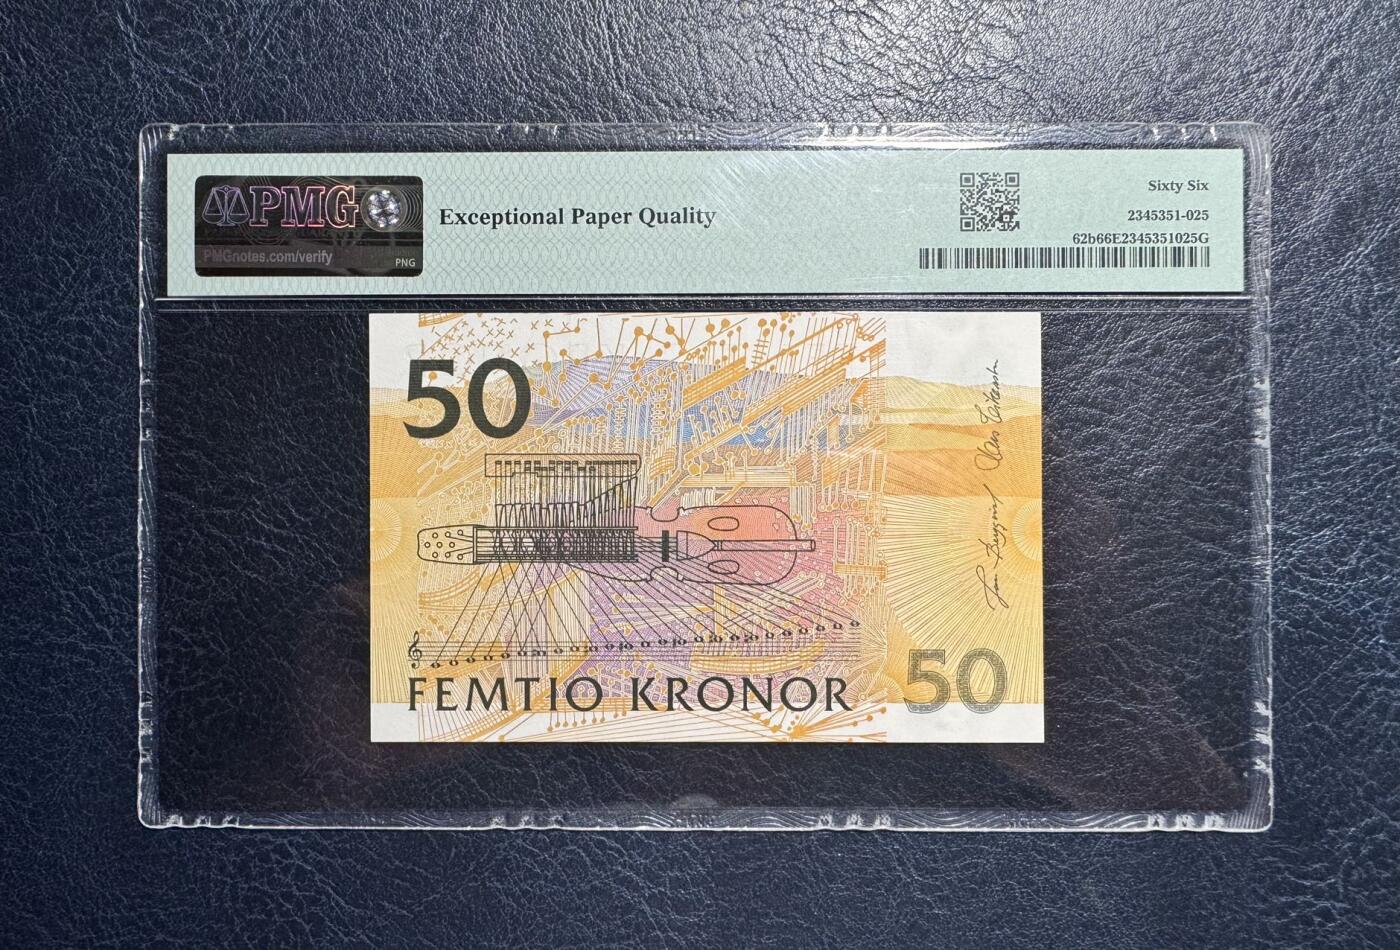 PMG
PMGnotes.com/verify
PNG
Exceptional Paper Quality
Sixty Six
2345351-025
62b66E2345351025G
50
FEMTIO KRONOR
50